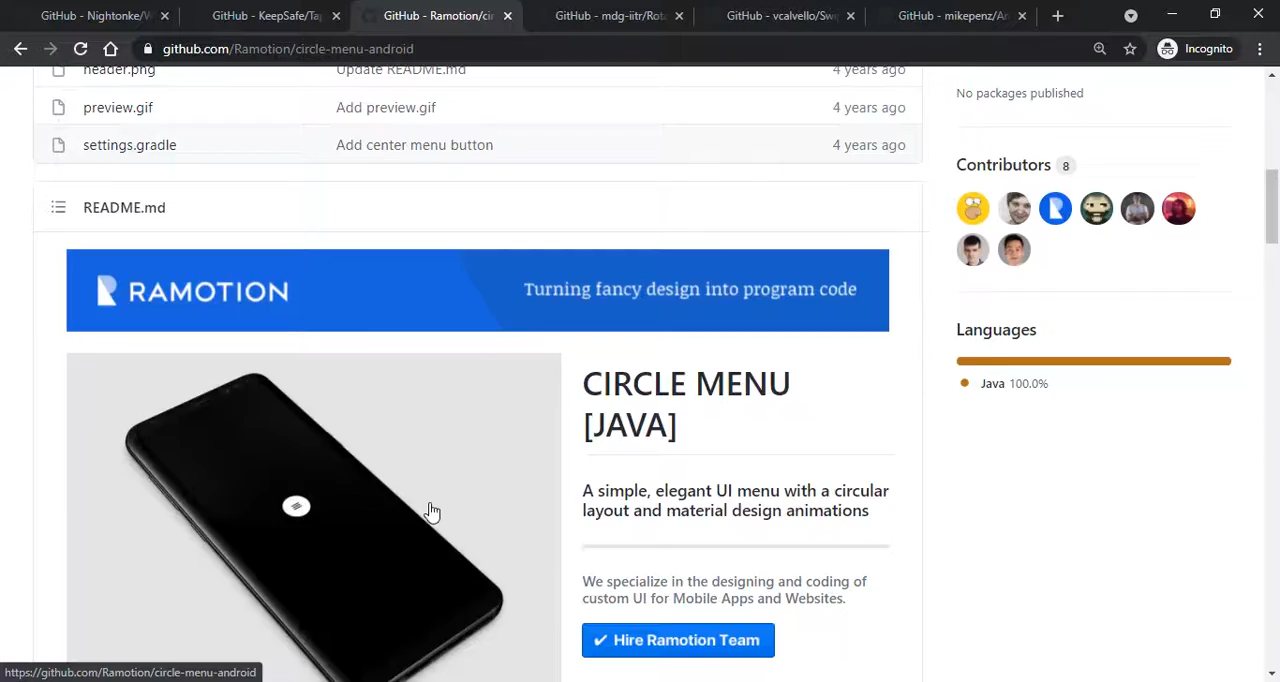 GitHub - Nightonke/W
GitHub - KeepSafe/Ta
GitHub - Ramotion/cir
GitHub - mdg-iitr/Rota
GitHub - vcalvello/Swi
GitHub - mikepenz/An
github.com/Ramotion/circle-menu-android
Incognito
header.png Update README.md 4 years ago
preview.gif Add preview.gif 4 years ago
settings.gradle Add center menu button 4 years ago
README.md
RAMOTION
Turning fancy design into program code
CIRCLE MENU
[JAVA]
A simple, elegant UI menu with a circular
layout and material design animations
We specialize in the designing and coding of
custom UI for Mobile Apps and Websites.
✔ Hire Ramotion Team
No packages published
Contributors 8
Languages
Java 100.0%
https://github.com/Ramotion/circle-menu-android